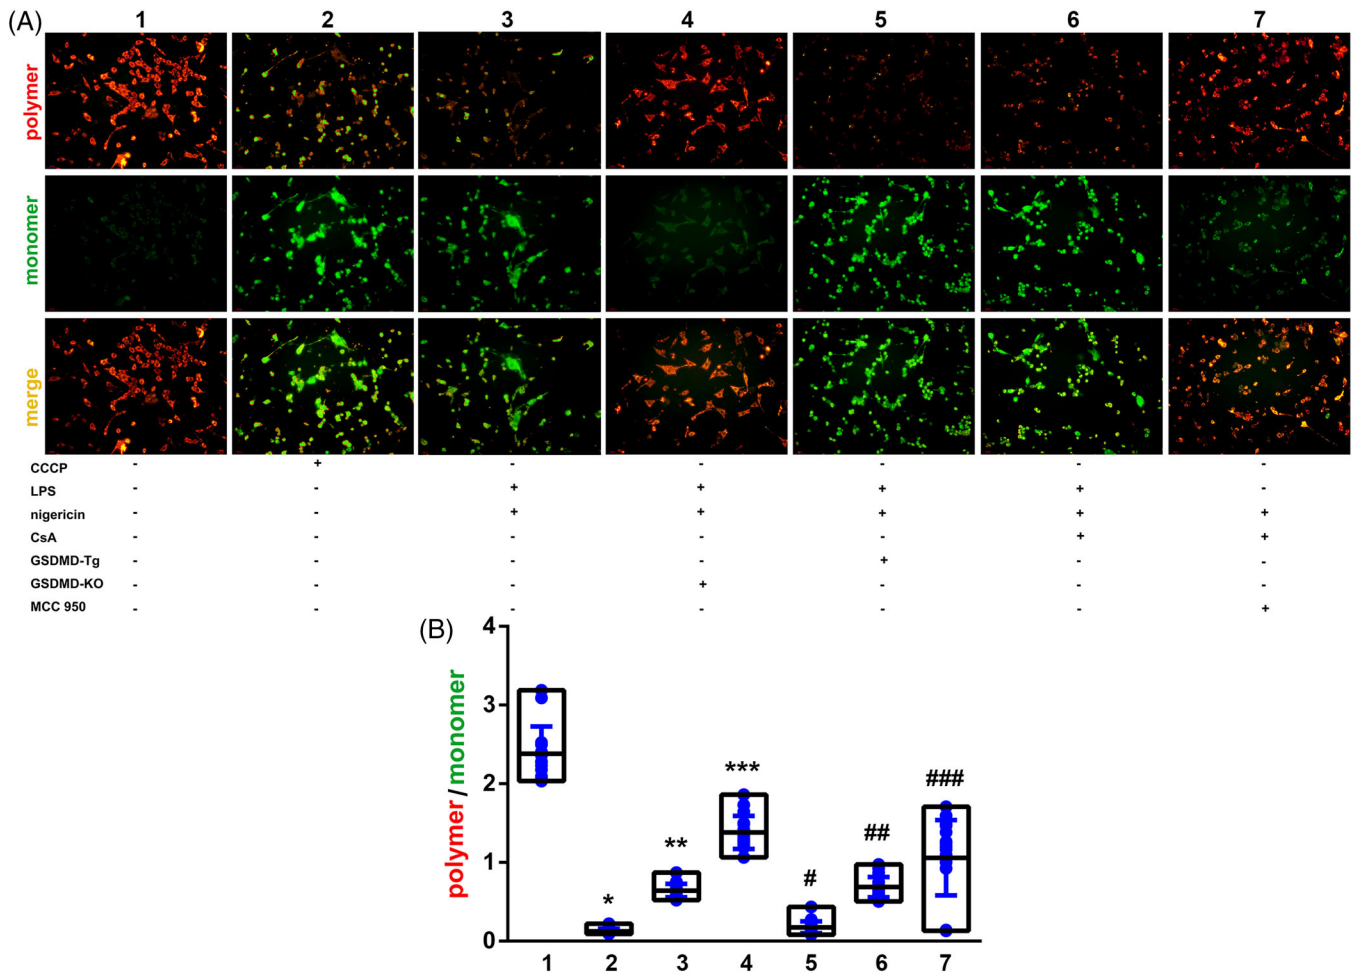 (A) 1 2 3 4 5 6 7
polymer
monomer
merge
CCCP - + - - - - -
LPS - - + + + + -
nigericin - - + + + + +
CsA - - - - - + +
GSDMD-Tg - - - - + - -
GSDMD-KO - - - + - - -
MCC 950 - - - - - - +
(B)
polymer/monomer
4
3
2
1
0
* ** *** # ## ###
1 2 3 4 5 6 7